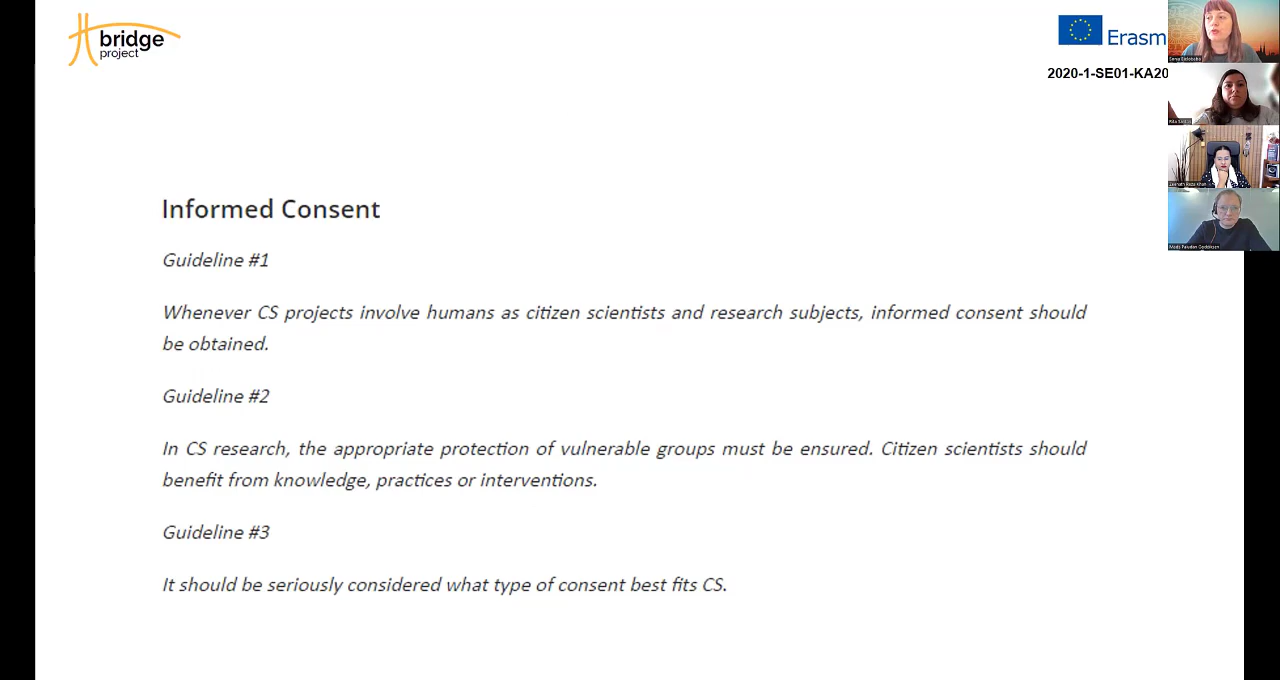 bridge
project
Erasm
2020-1-SE01-KA20
Informed Consent
Guideline #1
Whenever CS projects involve humans as citizen scientists and research subjects, informed consent should
be obtained.
Guideline #2
In CS research, the appropriate protection of vulnerable groups must be ensured. Citizen scientists should
benefit from knowledge, practices or interventions.
Guideline #3
It should be seriously considered what type of consent best fits CS.